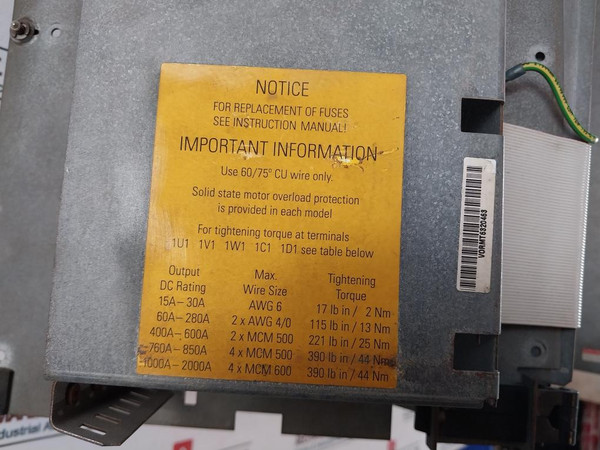 NOTICE
FOR REPLACEMENT OF FUSES
SEE INSTRUCTION MANUAL!
IMPORTANT INFORMATION
Use 60/75° CU wire only.
Solid state motor overload protection
is provided in each model
For tightening torque at terminals
1U1 1V1 1W1 1C1 1D1 see table below
Output Max. Tightening
DC Rating Wire Size Torque
15A–30A AWG 6 17 lb in / 2 Nm
60A–280A 2 x AWG 4/0 115 lb in / 13 Nm
400A–600A 2 x MCM 500 221 lb in / 25 Nm
760A–850A 4 x MCM 500 390 lb in / 44 Nm
1000A–2000A 4 x MCM 600 390 lb in / 44 Nm
VORMT6220463
dustrial A